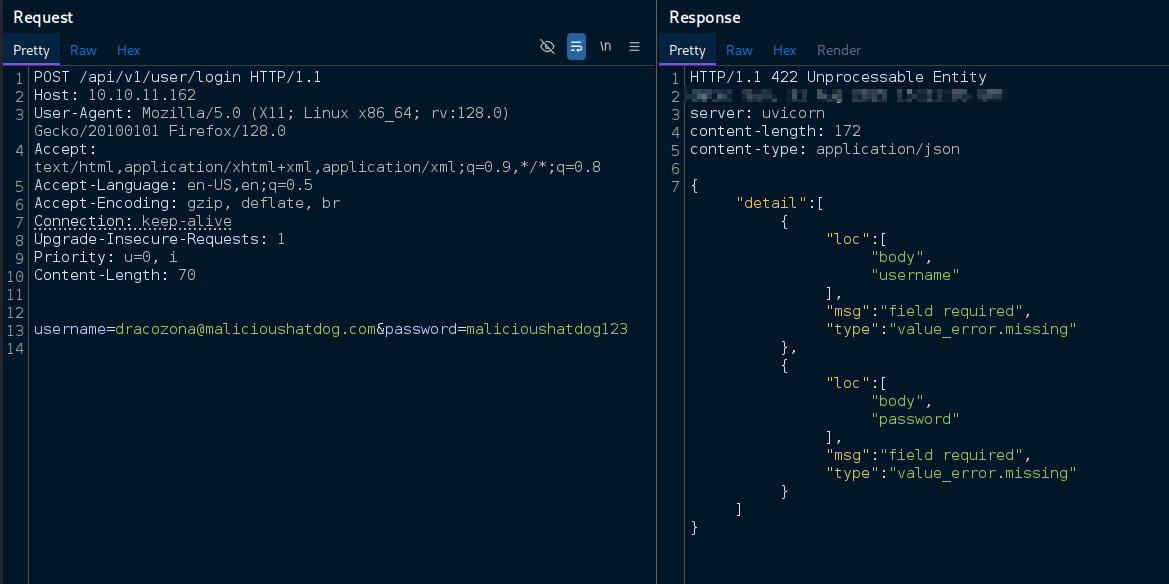 Request
Pretty Raw Hex \n
1 POST /api/v1/user/login HTTP/1.1
2 Host: 10.10.11.162
3 User-Agent: Mozilla/5.0 (X11; Linux x86_64; rv:128.0)
Gecko/20100101 Firefox/128.0
4 Accept:
text/html,application/xhtml+xml,application/xml;q=0.9,*/*;q=0.8
5 Accept-Language: en-US,en;q=0.5
6 Accept-Encoding: gzip, deflate, br
7 Connection: keep-alive
8 Upgrade-Insecure-Requests: 1
9 Priority: u=0, i
10 Content-Length: 70
11
12
13 username=dracozona@malicioushatdog.com&password=malicioushatdog123
14
Response
Pretty Raw Hex Render
1 HTTP/1.1 422 Unprocessable Entity
2
3 server: uvicorn
4 content-length: 172
5 content-type: application/json
6
7 {
"detail":[
{
"loc":[
"body",
"username"
],
"msg":"field required",
"type":"value_error.missing"
},
{
"loc":[
"body",
"password"
],
"msg":"field required",
"type":"value_error.missing"
}
]
}